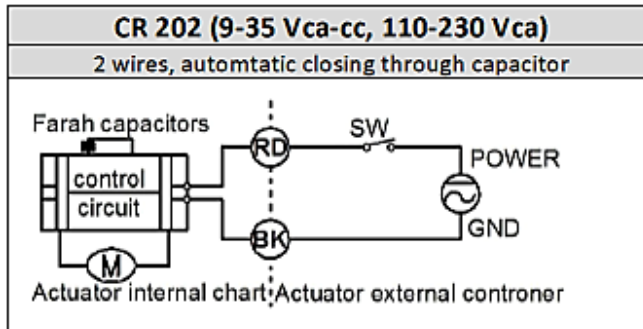 CR 202 (9-35 Vca-cc, 110-230 Vca)
2 wires, automtatic closing through capacitor
Farah capacitors
control
circuit
M
RD
BK
SW
POWER
GND
Actuator internal chart
Actuator external controner